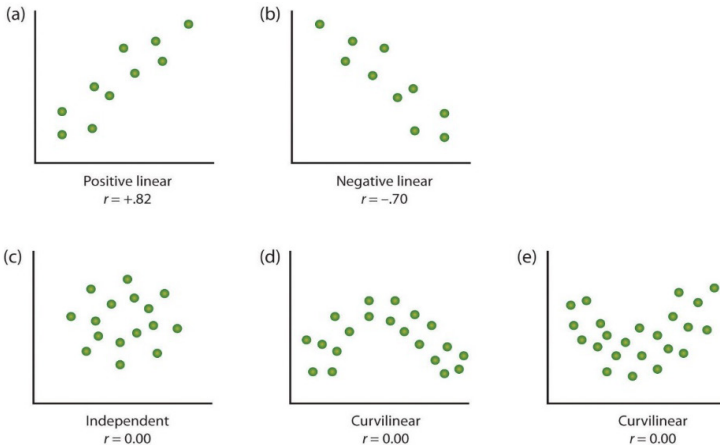 (a)
(b)
Positive linear
r = +.82
Negative linear
r = –.70
(c)
(d)
(e)
Independent
r = 0.00
Curvilinear
r = 0.00
Curvilinear
r = 0.00